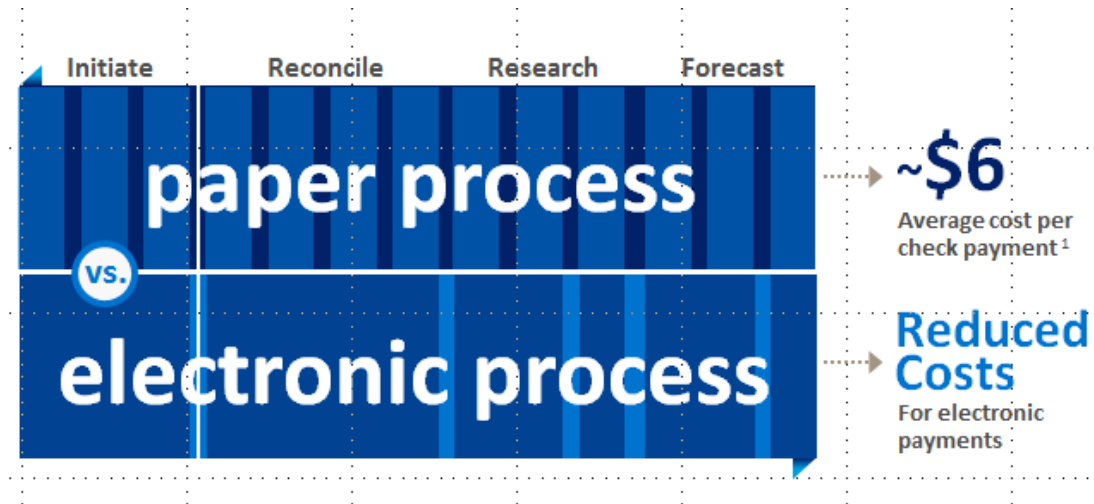 Initiate Reconcile Research Forecast
paper process
~$6
Average cost per
check payment ¹
vs.
electronic process
Reduced
Costs
For electronic
payments